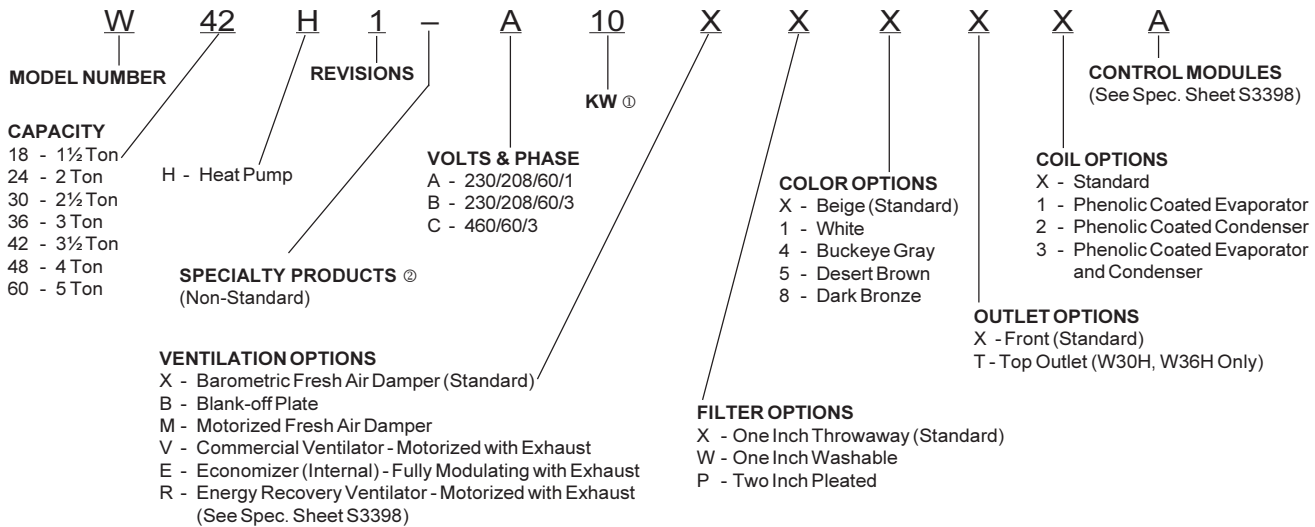 W 42 H 1 – A 10 X X X X X A
MODEL NUMBER
REVISIONS
KW ①
CONTROL MODULES
(See Spec. Sheet S3398)
CAPACITY
18 - 1½ Ton
24 - 2 Ton
30 - 2½ Ton
36 - 3 Ton
42 - 3½ Ton
48 - 4 Ton
60 - 5 Ton
H - Heat Pump
SPECIALTY PRODUCTS ②
(Non-Standard)
VOLTS & PHASE
A - 230/208/60/1
B - 230/208/60/3
C - 460/60/3
COLOR OPTIONS
X - Beige (Standard)
1 - White
4 - Buckeye Gray
5 - Desert Brown
8 - Dark Bronze
COIL OPTIONS
X - Standard
1 - Phenolic Coated Evaporator
2 - Phenolic Coated Condenser
3 - Phenolic Coated Evaporator
and Condenser
OUTLET OPTIONS
X - Front (Standard)
T - Top Outlet (W30H, W36H Only)
VENTILATION OPTIONS
X - Barometric Fresh Air Damper (Standard)
B - Blank-off Plate
M - Motorized Fresh Air Damper
V - Commercial Ventilator - Motorized with Exhaust
E - Economizer (Internal) - Fully Modulating with Exhaust
R - Energy Recovery Ventilator - Motorized with Exhaust
(See Spec. Sheet S3398)
FILTER OPTIONS
X - One Inch Throwaway (Standard)
W - One Inch Washable
P - Two Inch Pleated